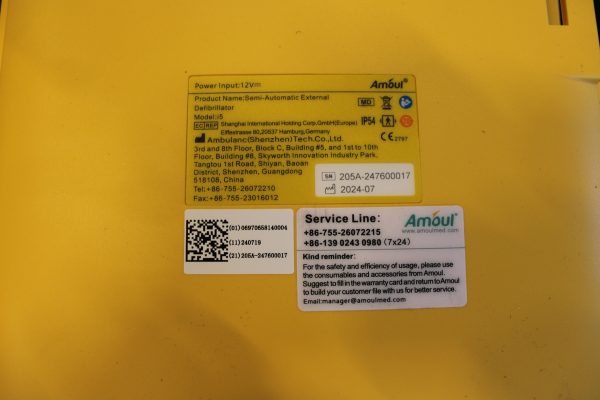 Power Input:12V
Amoul®
Product Name:Semi-Automatic External
Defibrillator
Model:i5
MD
EC REP Shanghai International Holding Corp.GmbH(Europe)
Eiffestrasse 80,20537 Hamburg,Germany
IP54
CE 2797
Ambulanc(Shenzhen)Tech.Co.,Ltd.
3rd and 8th Floor, Block C, Building #5, and 1st to 10th
Floor, Building #6, Skyworth Innovation Industry Park,
Tangtou 1st Road, Shiyan, Baoan
District, Shenzhen, Guangdong
518108, China
Tel:+86-755-26072210
Fax:+86-755-23016012
SN 205A-247600017
2024-07
(01)06970658140004
(11)240719
(21)205A-247600017
Service Line:
Amoul®
www.amoulmed.com
+86-755-26072215
+86-139 0243 0980 (7x24)
Kind reminder:
For the safety and efficiency of usage, please use
the consumables and accessories from Amoul.
Suggest to fill in the warranty card and return to Amoul
to build your customer file with us for better service.
Email:manager@amoulmed.com